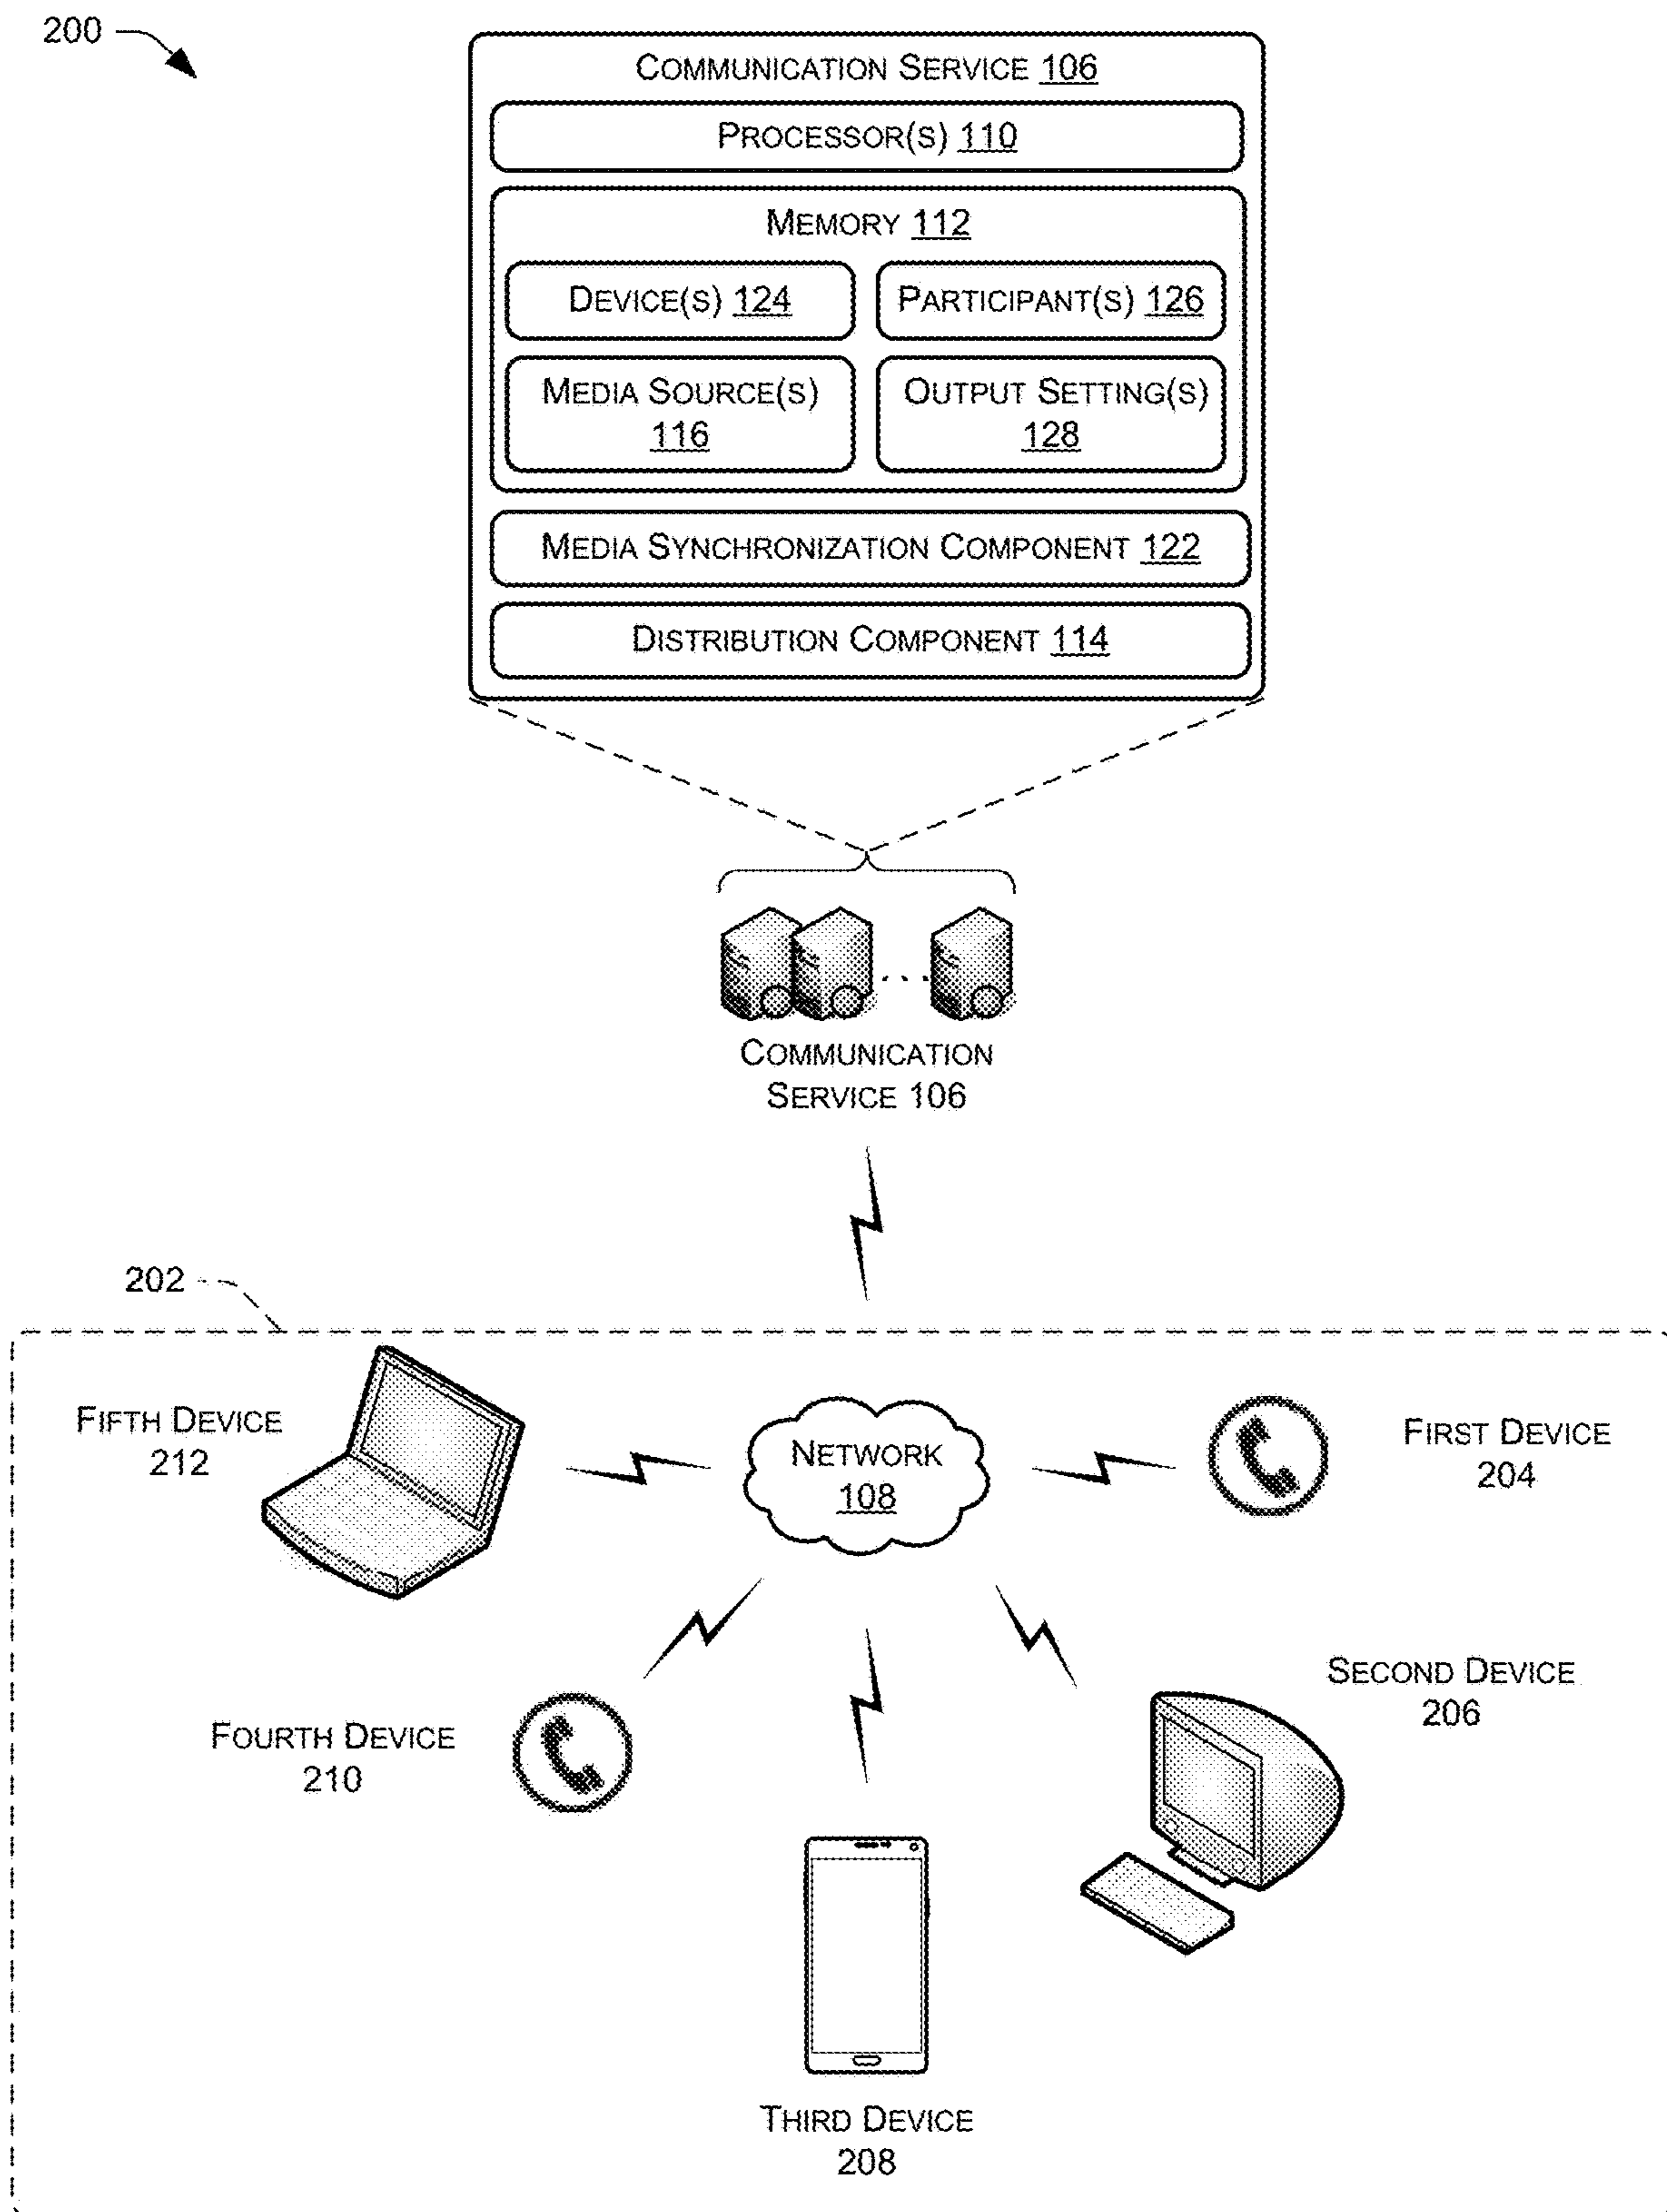 200
COMMUNICATION SERVICE 106
PROCESSOR(S) 110
MEMORY 112
DEVICE(S) 124
PARTICIPANT(S) 126
MEDIA SOURCE(S)
116
OUTPUT SETTING(S)
128
MEDIA SYNCHRONIZATION COMPONENT 122
DISTRIBUTION COMPONENT 114
COMMUNICATION
SERVICE 106
202
FIFTH DEVICE
212
NETWORK
108
FIRST DEVICE
204
SECOND DEVICE
206
FOURTH DEVICE
210
THIRD DEVICE
208